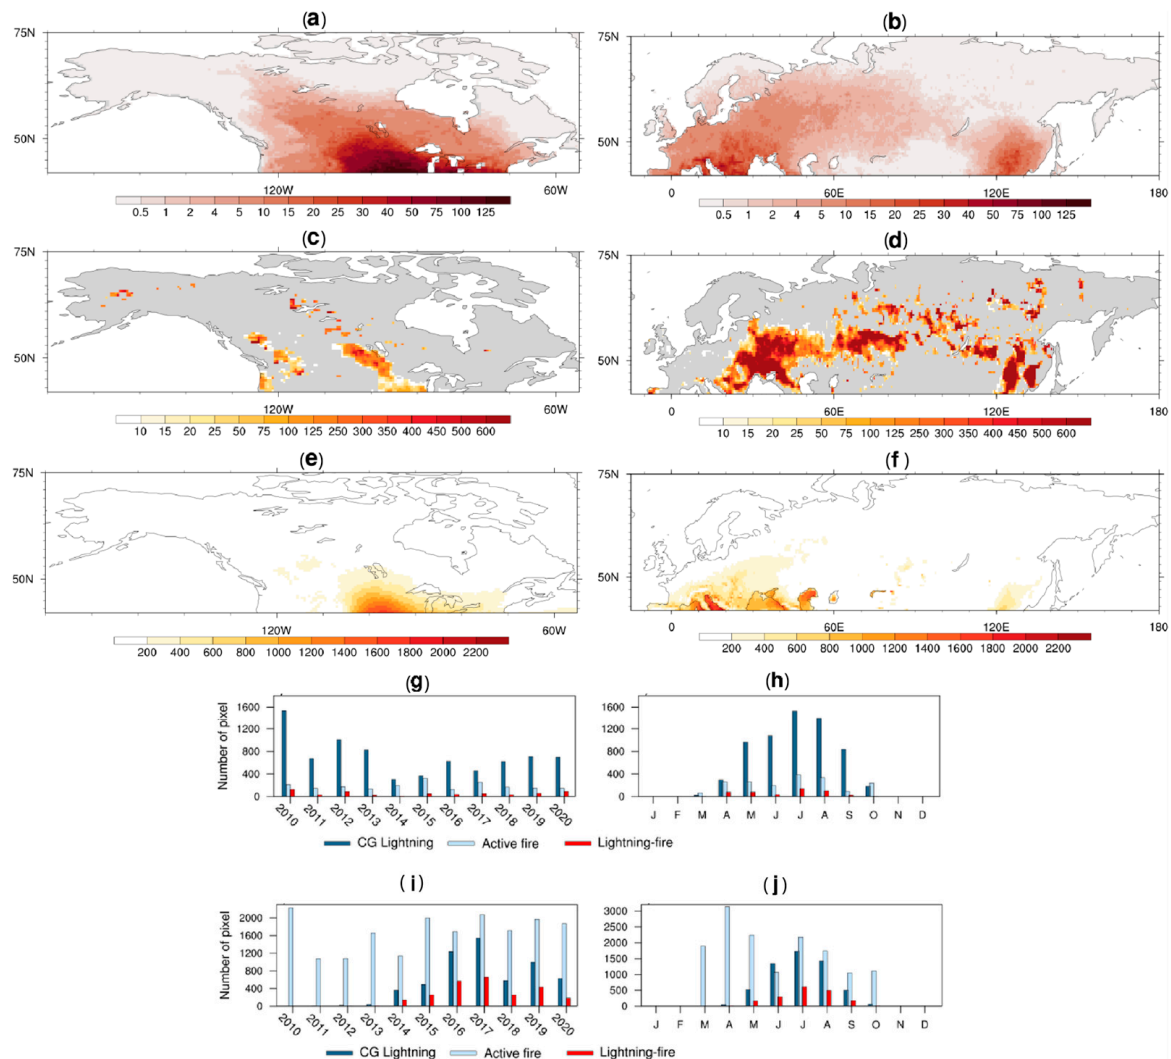 (a) (b)
75N 75N
50N 50N
120W 60W 0 60E 120E 180
0.5 1 2 4 5 10 15 20 25 30 40 50 75 100 125 0.5 1 2 4 5 10 15 20 25 30 40 50 75 100 125
(c) (d)
75N 75N
50N 50N
120W 60W 0 60E 120E 180
10 15 20 25 50 75 100 125 250 300 350 400 450 500 600 10 15 20 25 50 75 100 125 250 300 350 400 450 500 600
(e) (f)
75N 75N
50N 50N
120W 60W 0 60E 120E 180
200 400 600 800 1000 1200 1400 1600 1800 2000 2200 200 400 600 800 1000 1200 1400 1600 1800 2000 2200
(g) (h)
Number of pixel
1600 1600
1200 1200
800 800
400 400
0 0
2010 2011 2012 2013 2014 2015 2016 2017 2018 2019 2020 J F M A M J J A S O N D
CG Lightning Active fire Lightning-fire
(i) (j)
Number of pixel
2000 3000
1600 2500
1200 2000
800 1500
400 1000
0 500
0
2010 2011 2012 2013 2014 2015 2016 2017 2018 2019 2020 J F M A M J J A S O N D
CG Lightning Active fire Lightning-fire